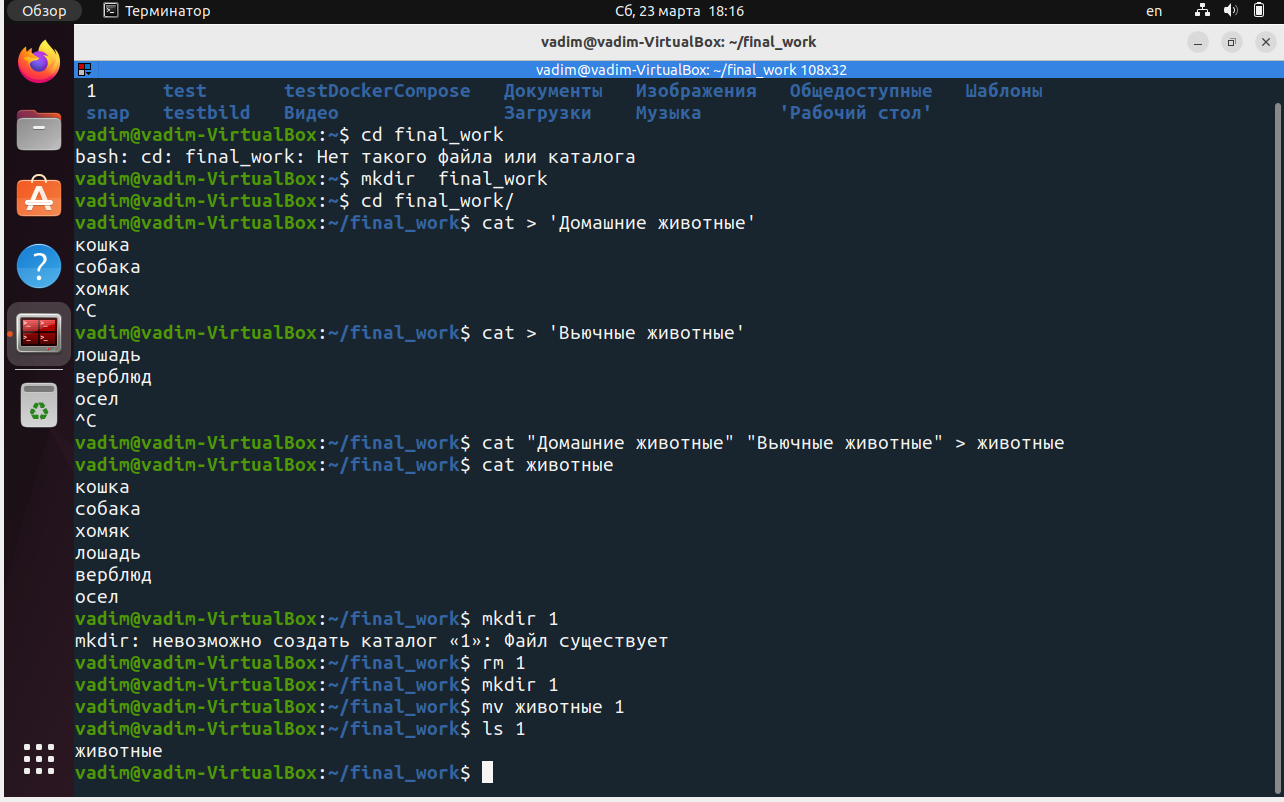 Обзор Терминатор Сб, 23 марта 18:16 en
vadim@vadim-VirtualBox: ~/final_work
vadim@vadim-VirtualBox: ~/final_work 108x32
1 test testDockerCompose Документы Изображения Общедоступные Шаблоны
snap testbild Видео Загрузки Музыка 'Рабочий стол'
vadim@vadim-VirtualBox:~$ cd final_work
bash: cd: final_work: Нет такого файла или каталога
vadim@vadim-VirtualBox:~$ mkdir  final_work
vadim@vadim-VirtualBox:~$ cd final_work/
vadim@vadim-VirtualBox:~/final_work$ cat > 'Домашние животные'
кошка
собака
хомяк
^C
vadim@vadim-VirtualBox:~/final_work$ cat > 'Вьючные животные'
лошадь
верблюд
осел
^C
vadim@vadim-VirtualBox:~/final_work$ cat "Домашние животные" "Вьючные животные" > животные
vadim@vadim-VirtualBox:~/final_work$ cat животные
кошка
собака
хомяк
лошадь
верблюд
осел
vadim@vadim-VirtualBox:~/final_work$ mkdir 1
mkdir: невозможно создать каталог «1»: Файл существует
vadim@vadim-VirtualBox:~/final_work$ rm 1
vadim@vadim-VirtualBox:~/final_work$ mkdir 1
vadim@vadim-VirtualBox:~/final_work$ mv животные 1
vadim@vadim-VirtualBox:~/final_work$ ls 1
животные
vadim@vadim-VirtualBox:~/final_work$